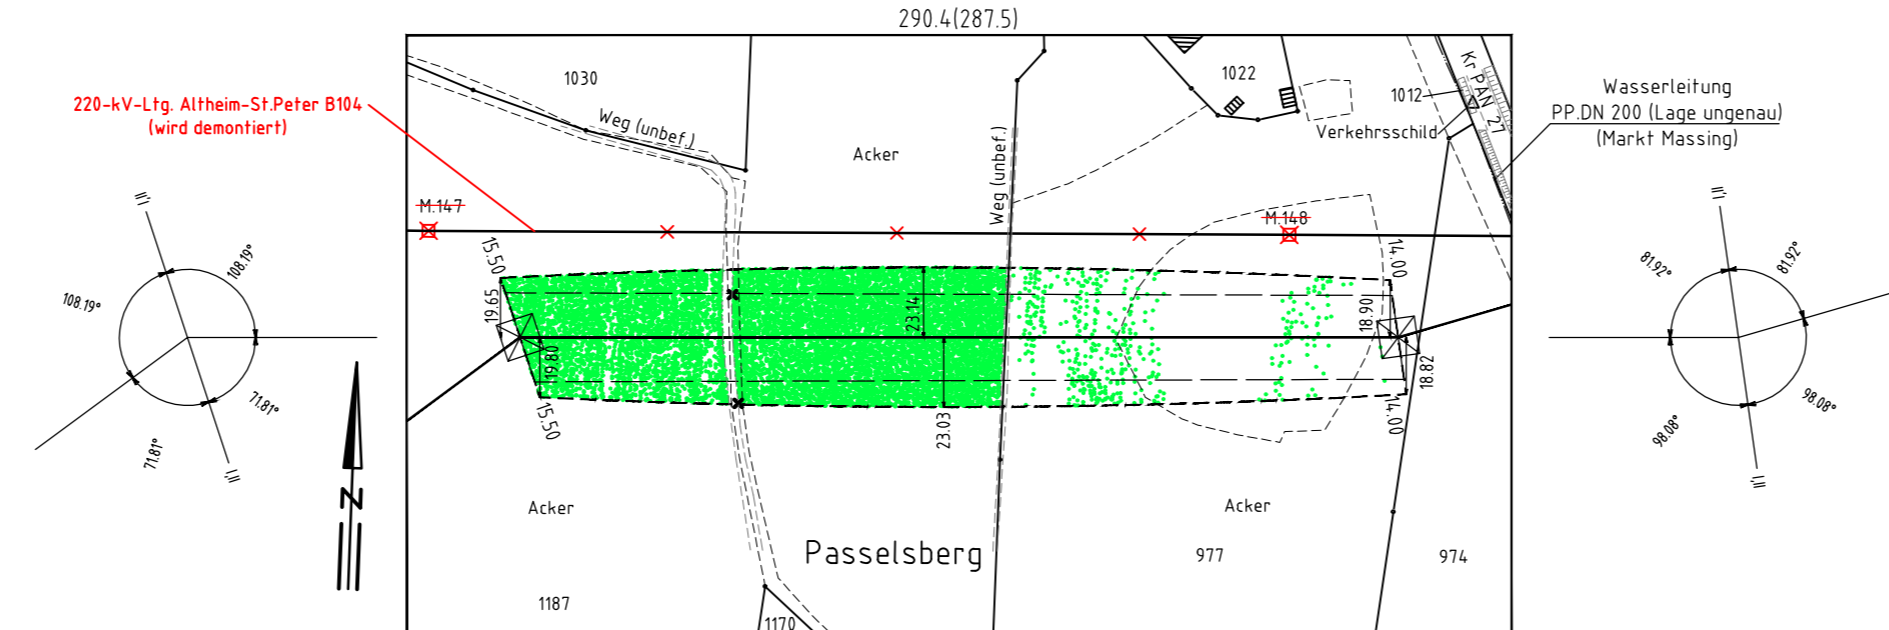 290.4(287.5)
220-kV-Ltg. Altheim-St.Peter B104
(wird demontiert)
1030
Weg (unbef.)
Acker
Weg (unbef.)
1022
1012
Verkehrsschild
Kr PAN 27
Wasserleitung
PP.DN 200 (Lage ungenau)
(Markt Massing)
M.147
M.148
15.50
19.65
19.80
15.50
23.14
23.03
14.00
18.90
18.82
14.00
I,II
108.19°
108.19°
71.81°
71.81°
I,II
I,II
81.92°
81.92°
98.08°
98.08°
I,II
N
Acker
Acker
Passelsberg
977
974
1187
1170